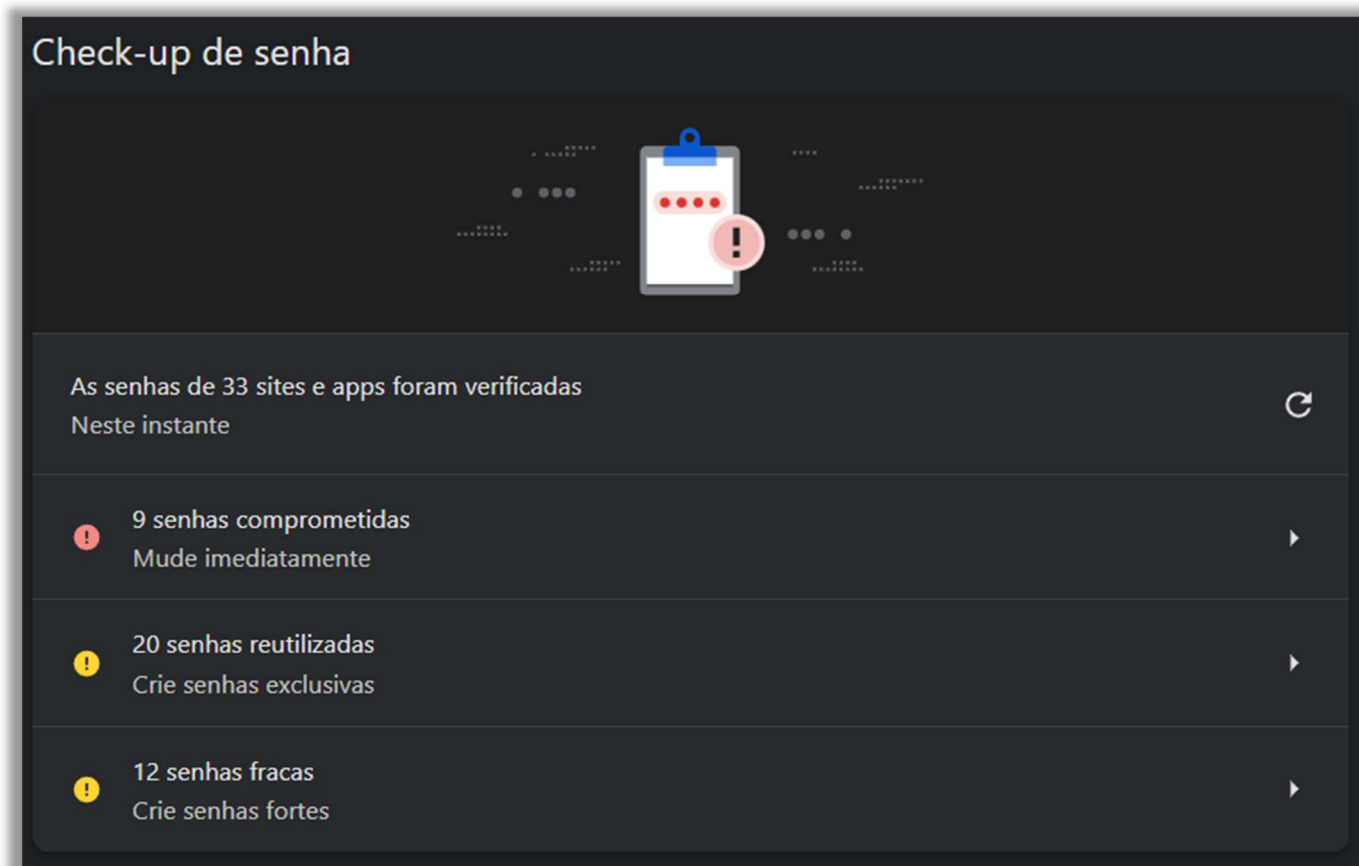 Check-up de senha
As senhas de 33 sites e apps foram verificadas
Neste instante
9 senhas comprometidas
Mude imediatamente
20 senhas reutilizadas
Crie senhas exclusivas
12 senhas fracas
Crie senhas fortes